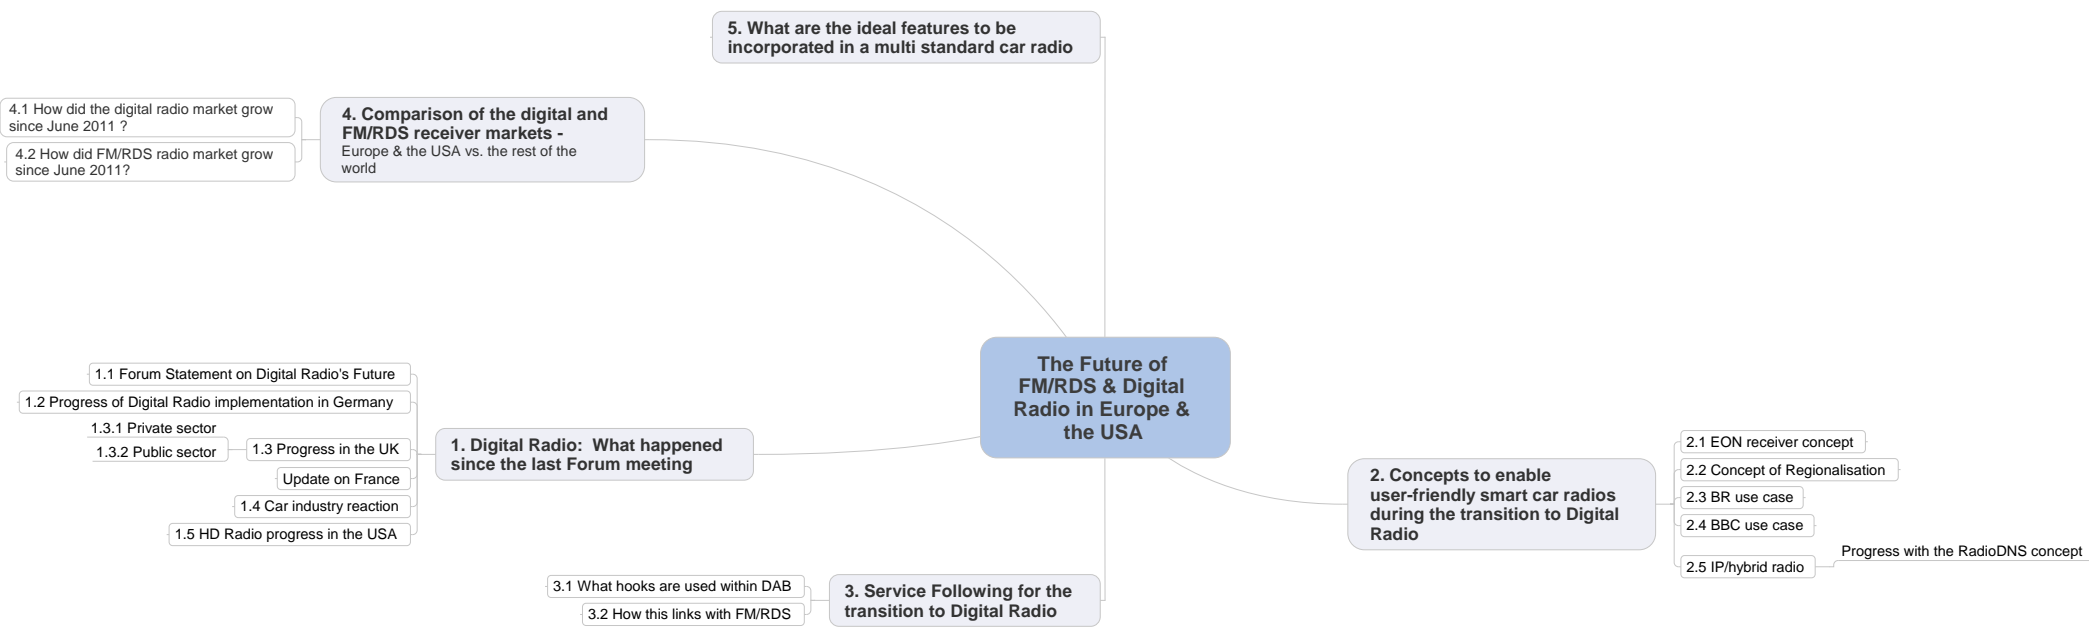 5. What are the ideal features to be
incorporated in a multi standard car radio
4. Comparison of the digital and
FM/RDS receiver markets -
Europe & the USA vs. the rest of the
world
4.1 How did the digital radio market grow
since June 2011 ?
4.2 How did FM/RDS radio market grow
since June 2011?
The Future of
FM/RDS & Digital
Radio in Europe &
the USA
1. Digital Radio:  What happened
since the last Forum meeting
1.1 Forum Statement on Digital Radio's Future
1.2 Progress of Digital Radio implementation in Germany
1.3 Progress in the UK
1.3.1 Private sector
1.3.2 Public sector
Update on France
1.4 Car industry reaction
1.5 HD Radio progress in the USA
2. Concepts to enable
user-friendly smart car radios
during the transition to Digital
Radio
2.1 EON receiver concept
2.2 Concept of Regionalisation
2.3 BR use case
2.4 BBC use case
2.5 IP/hybrid radio
Progress with the RadioDNS concept
3. Service Following for the
transition to Digital Radio
3.1 What hooks are used within DAB
3.2 How this links with FM/RDS